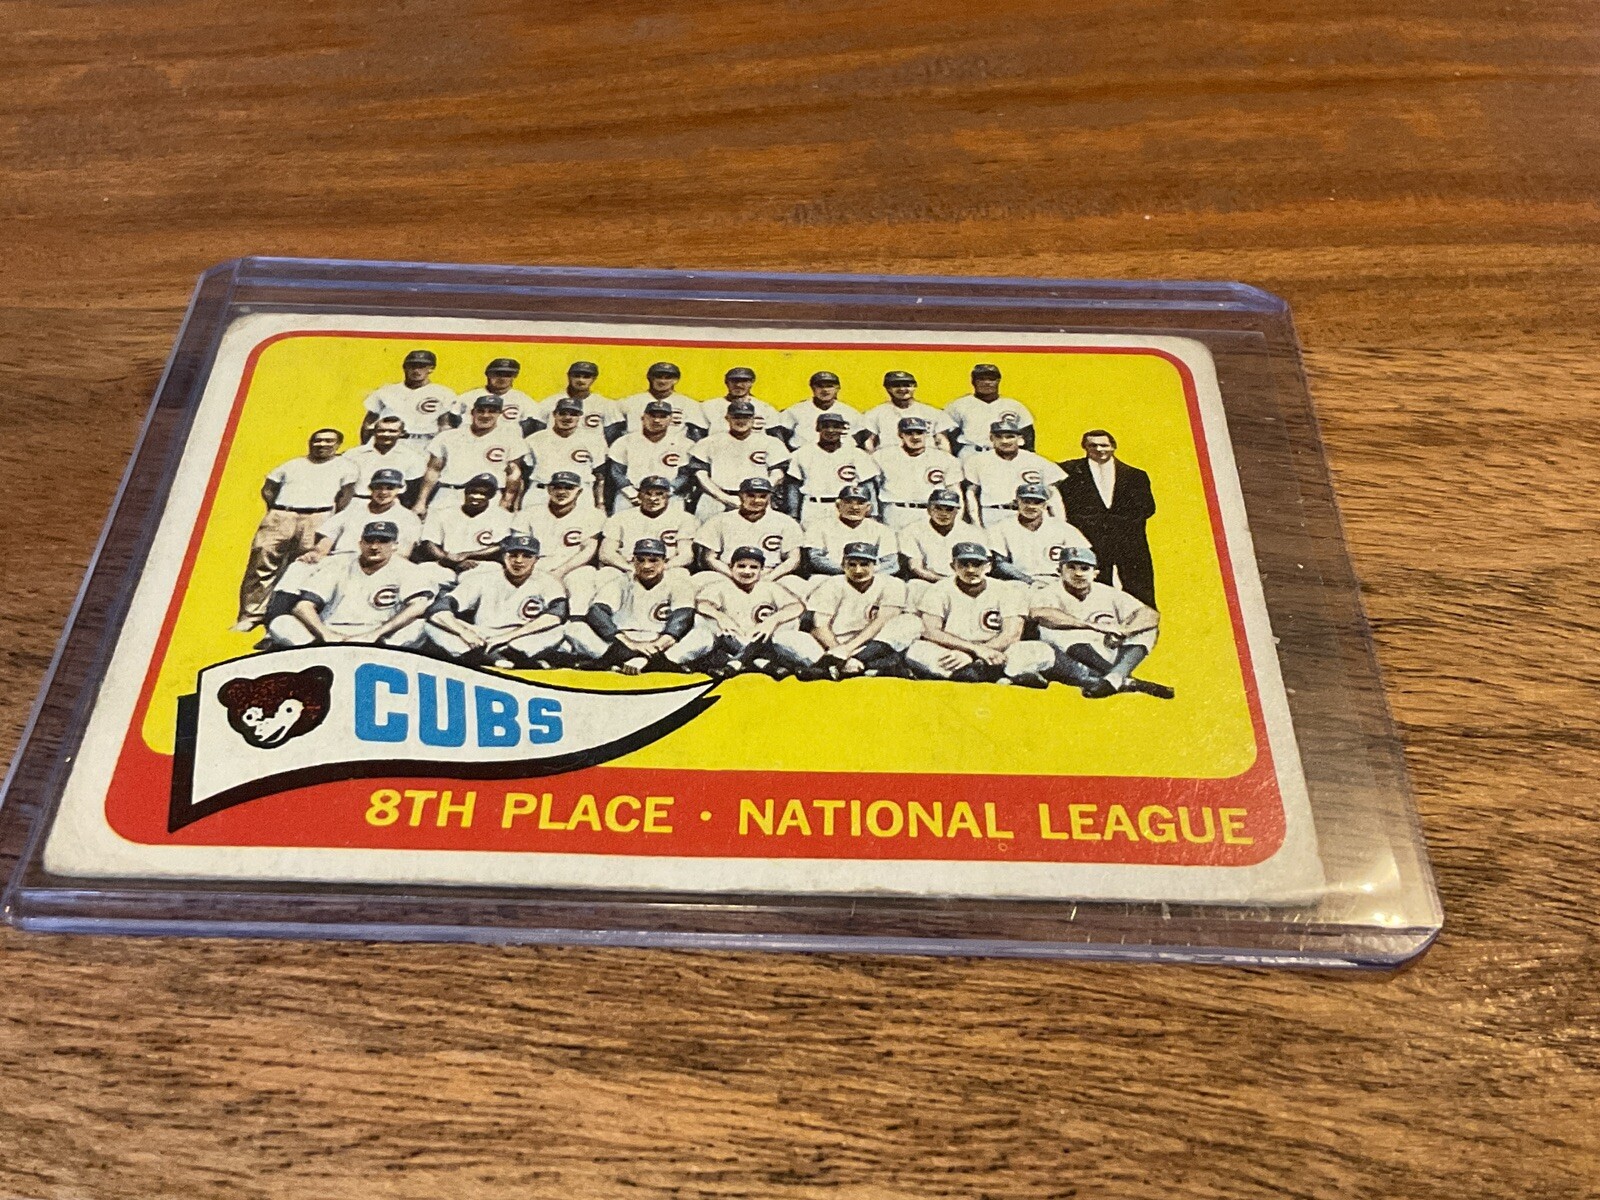 CUBS
8TH PLACE · NATIONAL LEAGUE